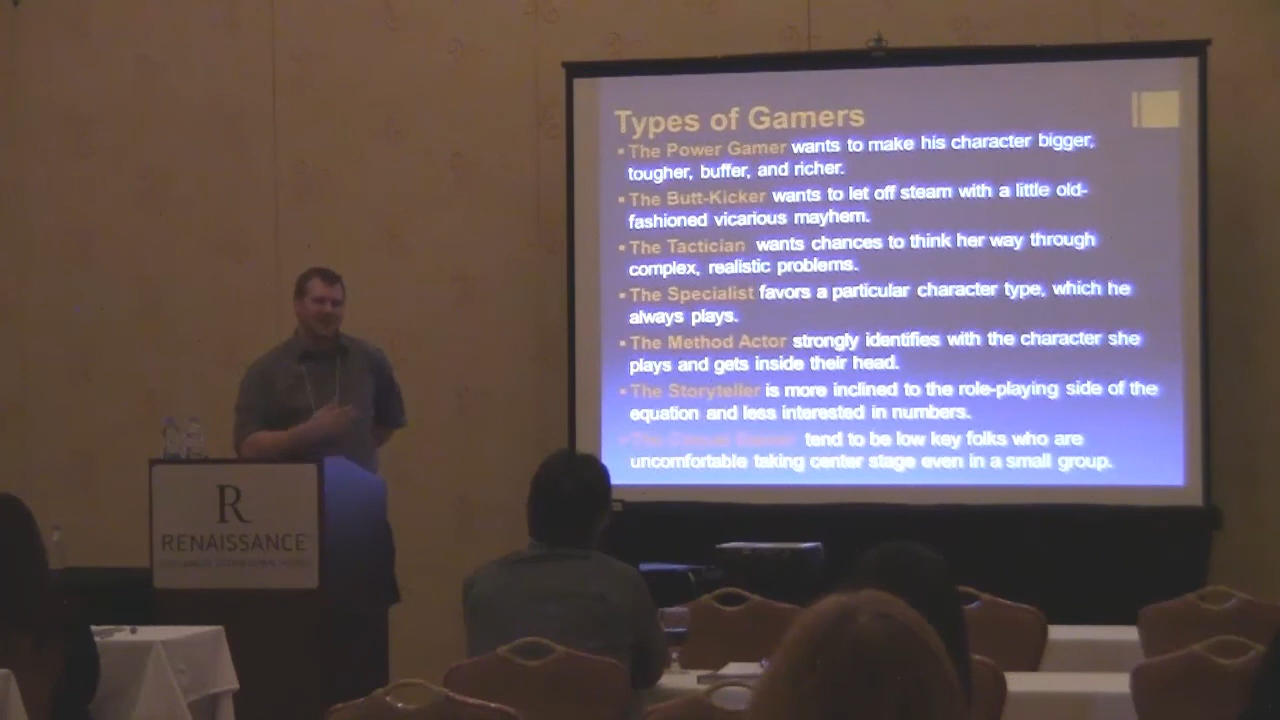 Types of Gamers
▪ The Power Gamer wants to make his character bigger,
tougher, buffer, and richer.
▪ The Butt-Kicker wants to let off steam with a little old-
fashioned vicarious mayhem.
▪ The Tactician wants chances to think her way through
complex, realistic problems.
▪ The Specialist favors a particular character type, which he
always plays.
▪ The Method Actor strongly identifies with the character she
plays and gets inside their head.
▪ The Storyteller is more inclined to the role-playing side of the
equation and less interested in numbers.
▪ The Casual Gamer tend to be low key folks who are
uncomfortable taking center stage even in a small group.
R
RENAISSANCE